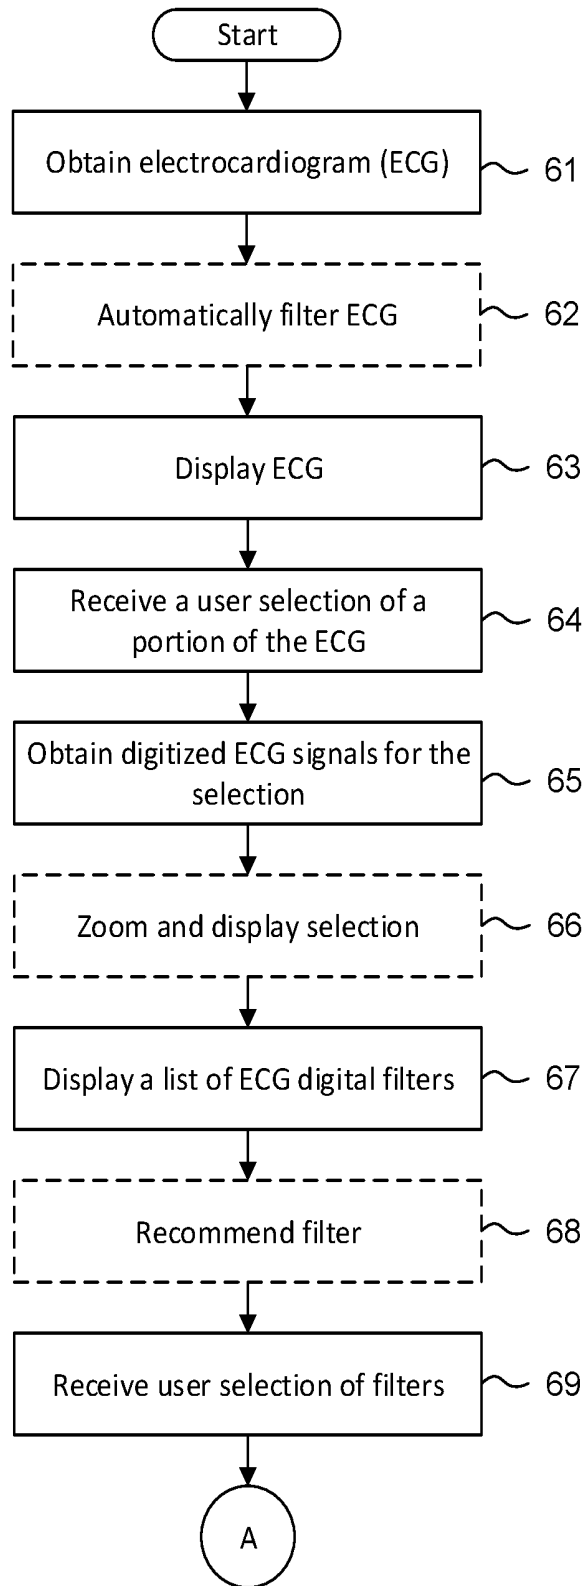 Start
Obtain electrocardiogram (ECG)
61
Automatically filter ECG
62
Display ECG
63
Receive a user selection of a
portion of the ECG
64
Obtain digitized ECG signals for the
selection
65
Zoom and display selection
66
Display a list of ECG digital filters
67
Recommend filter
68
Receive user selection of filters
69
A